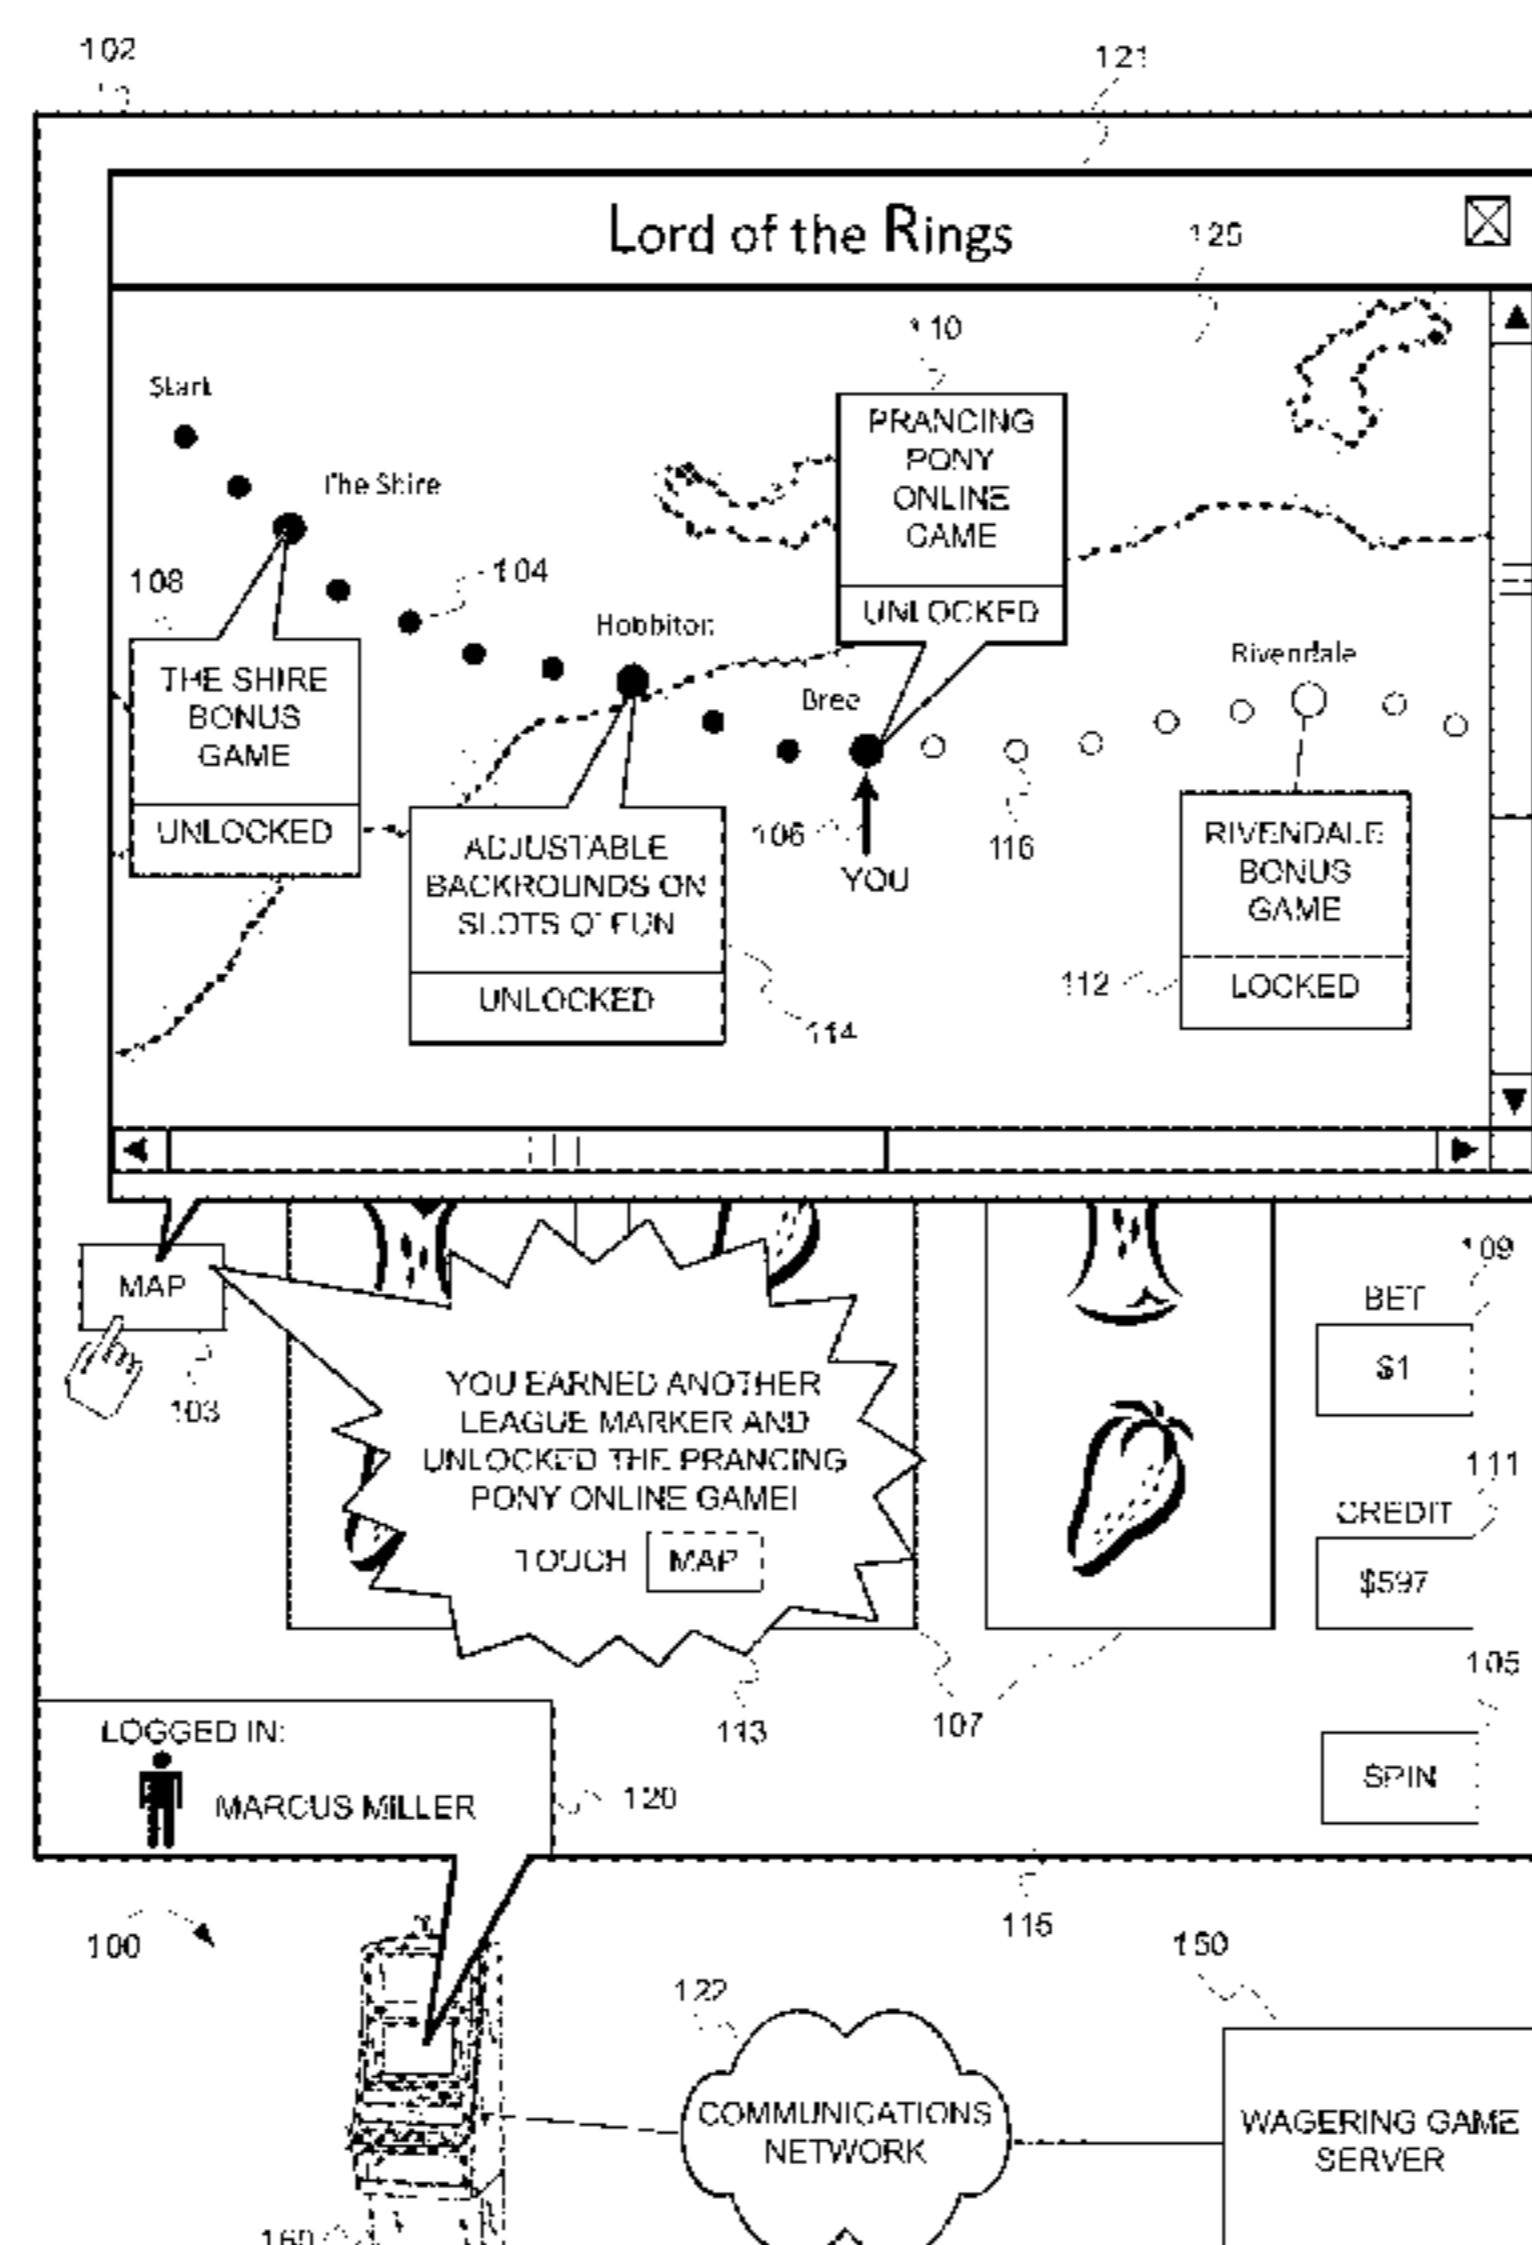 102
121
Lord of the Rings
125
110
Start
PRANCING
PONY
ONLINE
GAME
UNLOCKED
The Shire
104
108
Hobbiton
THE SHIRE
BONUS
GAME
UNLOCKED
Bree
Rivendale
106
YOU
116
ADJUSTABLE
BACKROUNDS ON
SLOTS O' FUN
UNLOCKED
114
RIVENDALE
BONUS
GAME
LOCKED
112
MAP
103
YOU EARNED ANOTHER
LEAGUE MARKER AND
UNLOCKED THE PRANCING
PONY ONLINE GAME!
TOUCH MAP
109
BET
$1
111
CREDIT
$597
105
SPIN
113
107
LOGGED IN:
MARCUS MILLER
120
115
100
122
150
COMMUNICATIONS
NETWORK
WAGERING GAME
SERVER
160